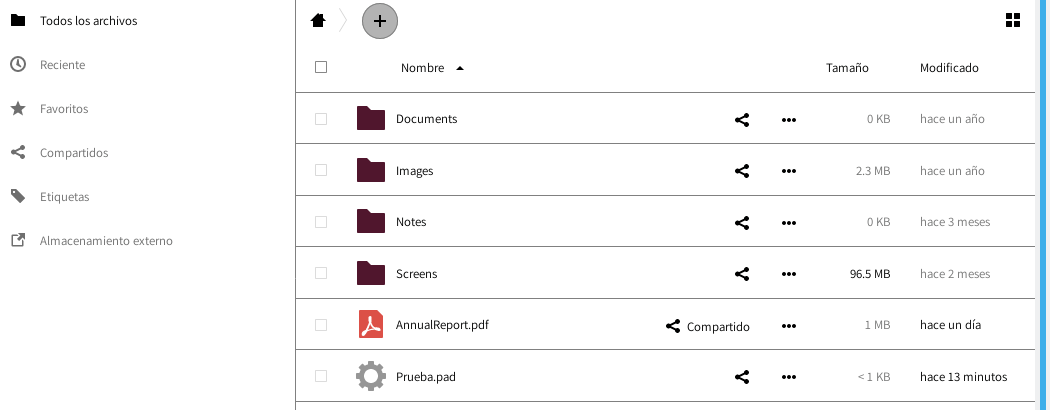 Todos los archivos
Reciente
Favoritos
Compartidos
Etiquetas
Almacenamiento externo
Nombre Tamaño Modificado
Documents 0 KB hace un año
Images 2.3 MB hace un año
Notes 0 KB hace 3 meses
Screens 96.5 MB hace 2 meses
AnnualReport.pdf Compartido 1 MB hace un día
Prueba.pad < 1 KB hace 13 minutos